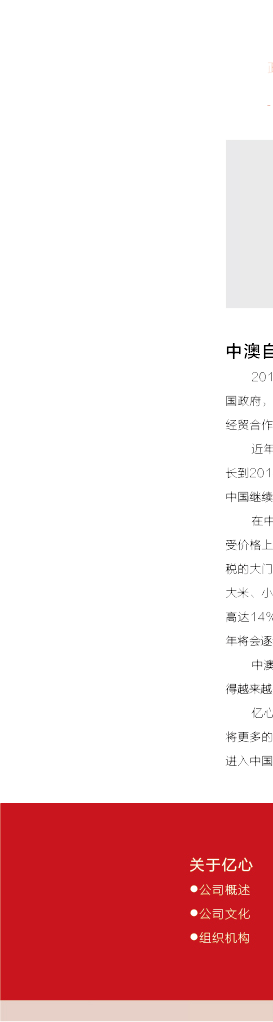 中澳自
201
国政府，
经贸合作
近年
长到201
中国继续
在中
受价格上
税的大门
大米、小
高达14%
年将会逐
中澳
得越来越
亿心
将更多的
进入中国
关于亿心
●公司概述
●公司文化
●组织机构